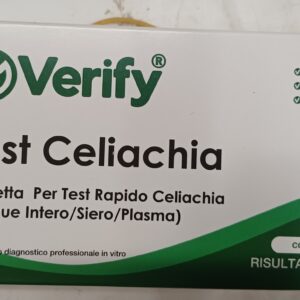 Verify®
st Celiachia
etta Per Test Rapido Celiachia
ue Intero/Siero/Plasma)
diagnostico professionale in vitro
RISULTA